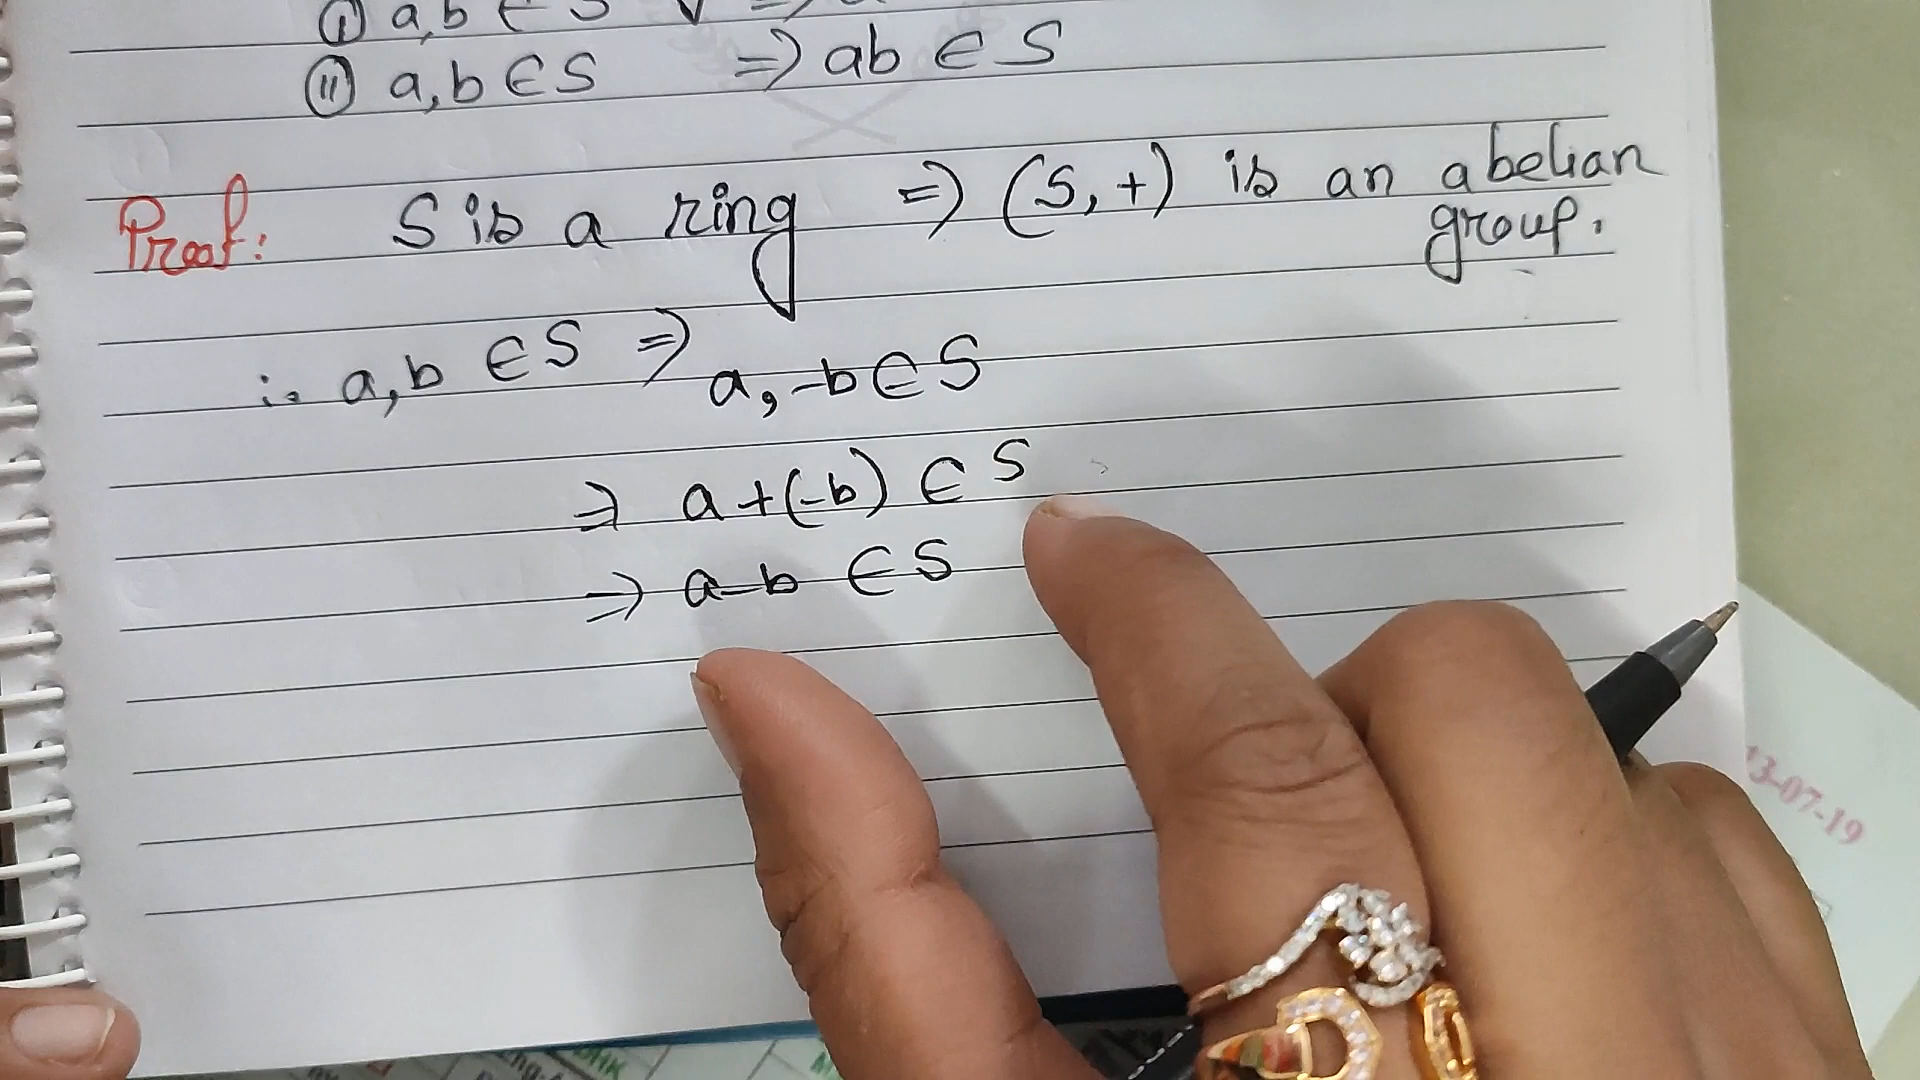 (i) a, b ∈ S ⇒ a
(ii) a, b ∈ S ⇒ ab ∈ S
Proof: S is a ring ⇒ (S, +) is an abelian
group.
i. a, b ∈ S ⇒ a, -b ∈ S
⇒ a + (-b) ∈ S
⇒ a-b ∈ S
13-07-19